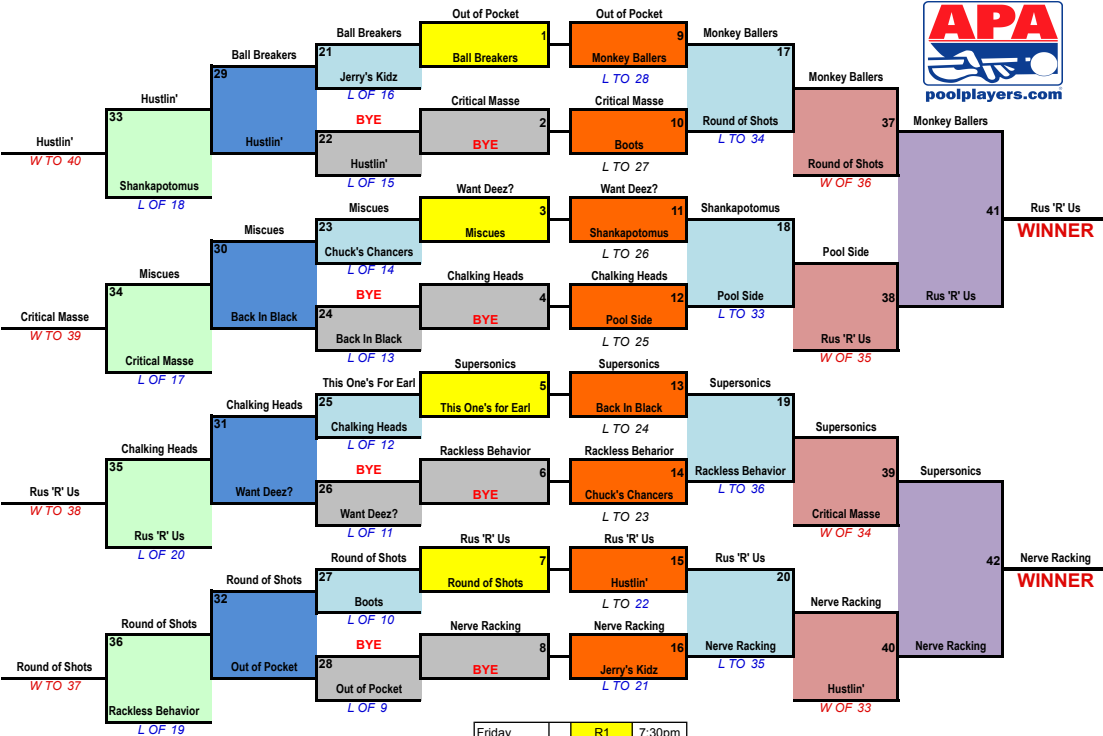 Out of Pocket
Out of Pocket
APA
poolplayers.com
Ball Breakers
1
9
Monkey Ballers
Ball Breakers
21
Ball Breakers
Monkey Ballers
17
29
Jerry's Kidz
L TO 28
Monkey Ballers
L OF 16
Hustlin'
Critical Masse
Critical Masse
33
BYE
2
10
Round of Shots
37
Monkey Ballers
Hustlin'
Hustlin'
22
BYE
Boots
L TO 34
W TO 40
Hustlin'
L TO 27
Round of Shots
Shankapotomus
L OF 15
Want Deez?
Want Deez?
W OF 36
L OF 18
Miscues
3
11
Shankapotomus
41
Rus 'R' Us
Miscues
23
Miscues
Shankapotomus
18
WINNER
30
Chuck's Chancers
L TO 26
Pool Side
L OF 14
Miscues
Chalking Heads
Chalking Heads
34
BYE
4
12
Pool Side
38
Rus 'R' Us
Critical Masse
Back In Black
24
BYE
Pool Side
L TO 33
W TO 39
Back In Black
L TO 25
Rus 'R' Us
Critical Masse
L OF 13
Supersonics
Supersonics
W OF 35
L OF 17
This One's For Earl
5
13
Supersonics
Chalking Heads
25
This One's for Earl
Back In Black
19
31
Chalking Heads
L TO 24
Supersonics
L OF 12
Chalking Heads
Rackless Behavior
Rackless Beharior
35
BYE
6
14
Rackless Behavior
39
Supersonics
Rus 'R' Us
Want Deez?
26
BYE
Chuck's Chancers
L TO 36
W TO 38
Want Deez?
L TO 23
Critical Masse
Rus 'R' Us
L OF 11
Rus 'R' Us
Rus 'R' Us
W OF 34
L OF 20
Round of Shots
7
15
Rus 'R' Us
42
Nerve Racking
Round of Shots
27
Round of Shots
Hustlin'
20
WINNER
32
Boots
L TO 22
Nerve Racking
L OF 10
Round of Shots
Nerve Racking
Nerve Racking
36
BYE
8
16
Nerve Racking
40
Nerve Racking
Round of Shots
Out of Pocket
28
BYE
Jerry's Kidz
L TO 35
W TO 37
Out of Pocket
L TO 21
Hustlin'
Rackless Behavior
L OF 9
W OF 33
L OF 19
Friday R1 7:30pm